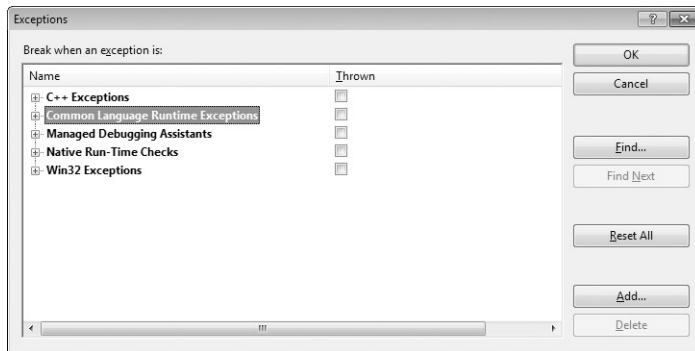 Exceptions
Break when an exception is:
Name Thrown
C++ Exceptions
Common Language Runtime Exceptions
Managed Debugging Assistants
Native Run-Time Checks
Win32 Exceptions
OK
Cancel
Find...
Find Next
Reset All
Add...
Delete